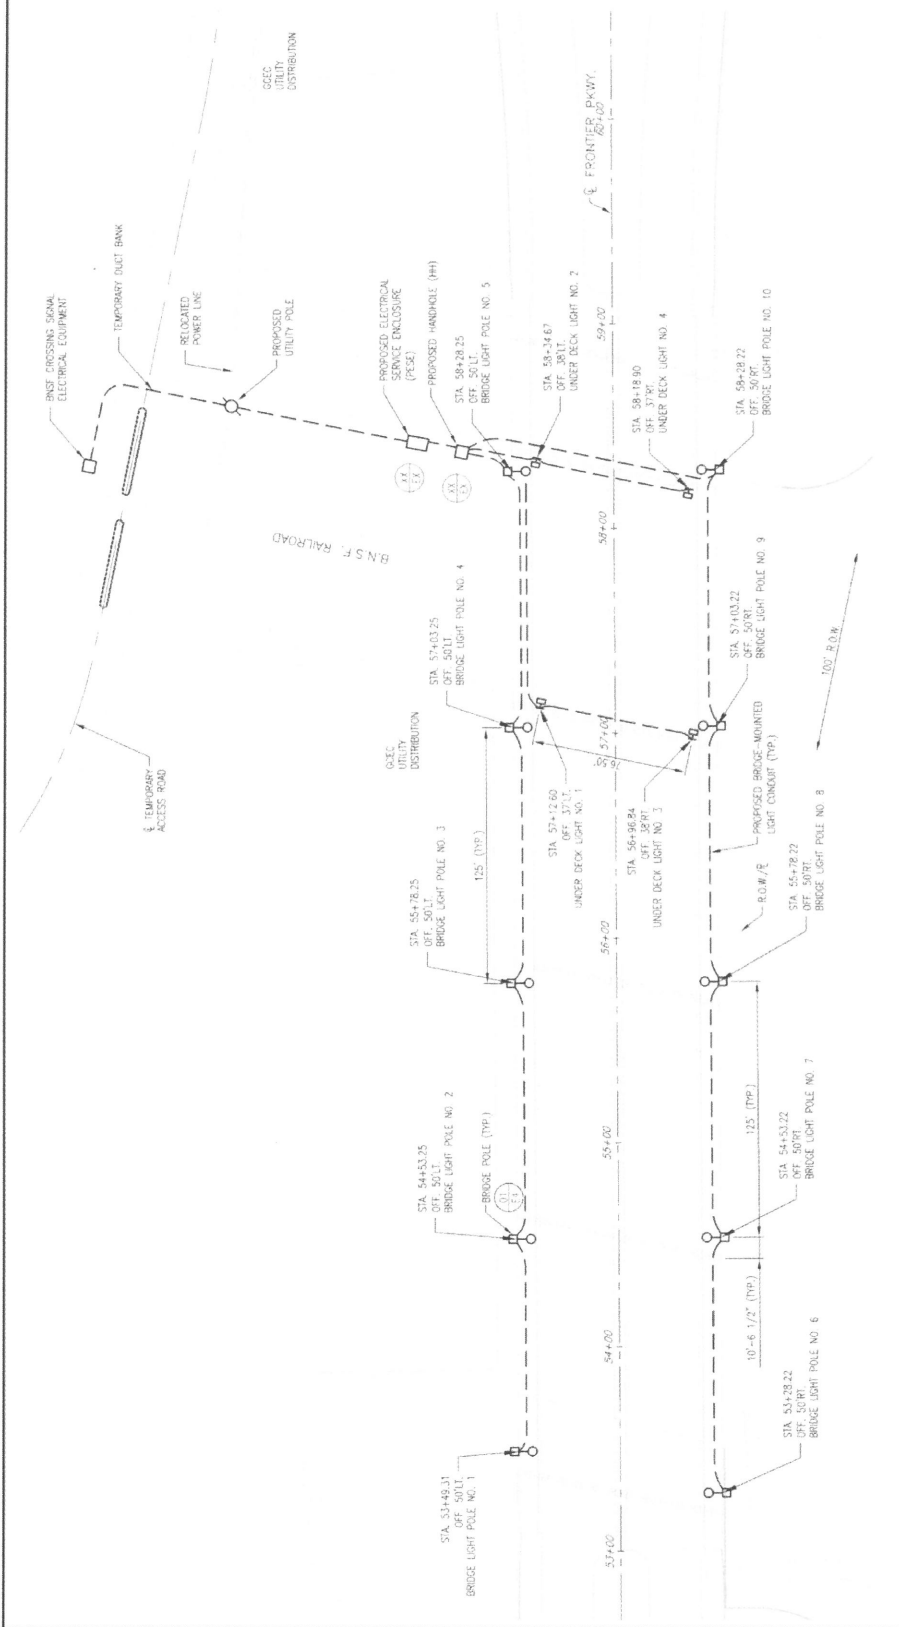 BNSF CROSSING SIGNAL
ELECTRICAL EQUIPMENT
TEMPORARY DUCT BANK
RELOCATED
POWER LINE
PROPOSED
UTILITY POLE
GCEC
UTILITY
DISTRIBUTION
℄ TEMPORARY
ACCESS ROAD
B.N.S.F. RAILROAD
PROPOSED ELECTRICAL
SERVICE ENCLOSURE
(PESE)
XX
EX
PROPOSED HANDHOLE (HH)
XX
EX
STA. 53+49.31
OFF. 50'LT.
BRIDGE LIGHT POLE NO. 1
STA. 54+53.25
OFF. 50'LT.
BRIDGE LIGHT POLE NO. 2
BRIDGE POLE (TYP.)
01
E4
STA. 55+78.25
OFF. 50'LT.
BRIDGE LIGHT POLE NO. 3
125' (TYP.)
GCEC
UTILITY
DISTRIBUTION
STA. 57+03.25
OFF. 50'LT.
BRIDGE LIGHT POLE NO. 4
STA. 58+28.25
OFF. 50'LT.
BRIDGE LIGHT POLE NO. 5
STA. 57+12.60
OFF. 37'LT.
UNDER DECK LIGHT NO. 1
STA. 58+34.67
OFF. 38'LT.
UNDER DECK LIGHT NO. 2
℄ FRONTIER PKWY.
53+00
54+00
55+00
56+00
57+00
58+00
59+00
60+00
76.58'
STA. 56+96.84
OFF. 38'RT.
UNDER DECK LIGHT NO. 3
STA. 58+18.90
OFF. 37'RT.
UNDER DECK LIGHT NO. 4
STA. 53+28.22
OFF. 50'RT.
BRIDGE LIGHT POLE NO. 6
10'-6 1/2" (TYP.)
125' (TYP.)
STA. 54+53.22
OFF. 50'RT.
BRIDGE LIGHT POLE NO. 7
STA. 55+78.22
OFF. 50'RT.
BRIDGE LIGHT POLE NO. 8
R.O.W./℄
PROPOSED BRIDGE-MOUNTED
LIGHT CONDUIT (TYP.)
STA. 57+03.22
OFF. 50'RT.
BRIDGE LIGHT POLE NO. 9
100' R.O.W
STA. 58+28.22
OFF. 50'RT.
BRIDGE LIGHT POLE NO. 10